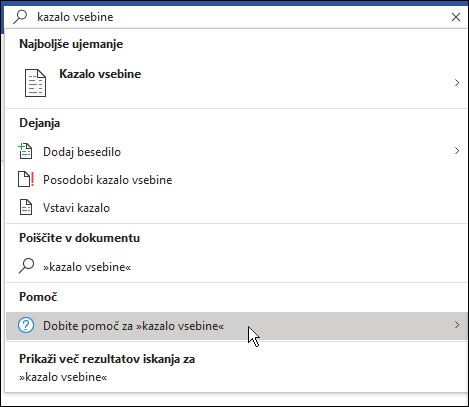 kazalo vsebine
Najboljše ujemanje
Kazalo vsebine
Dejanja
Dodaj besedilo
Posodobi kazalo vsebine
Vstavi kazalo
Poiščite v dokumentu
»kazalo vsebine«
Pomoč
Dobite pomoč za »kazalo vsebine«
Prikaži več rezultatov iskanja za
»kazalo vsebine«